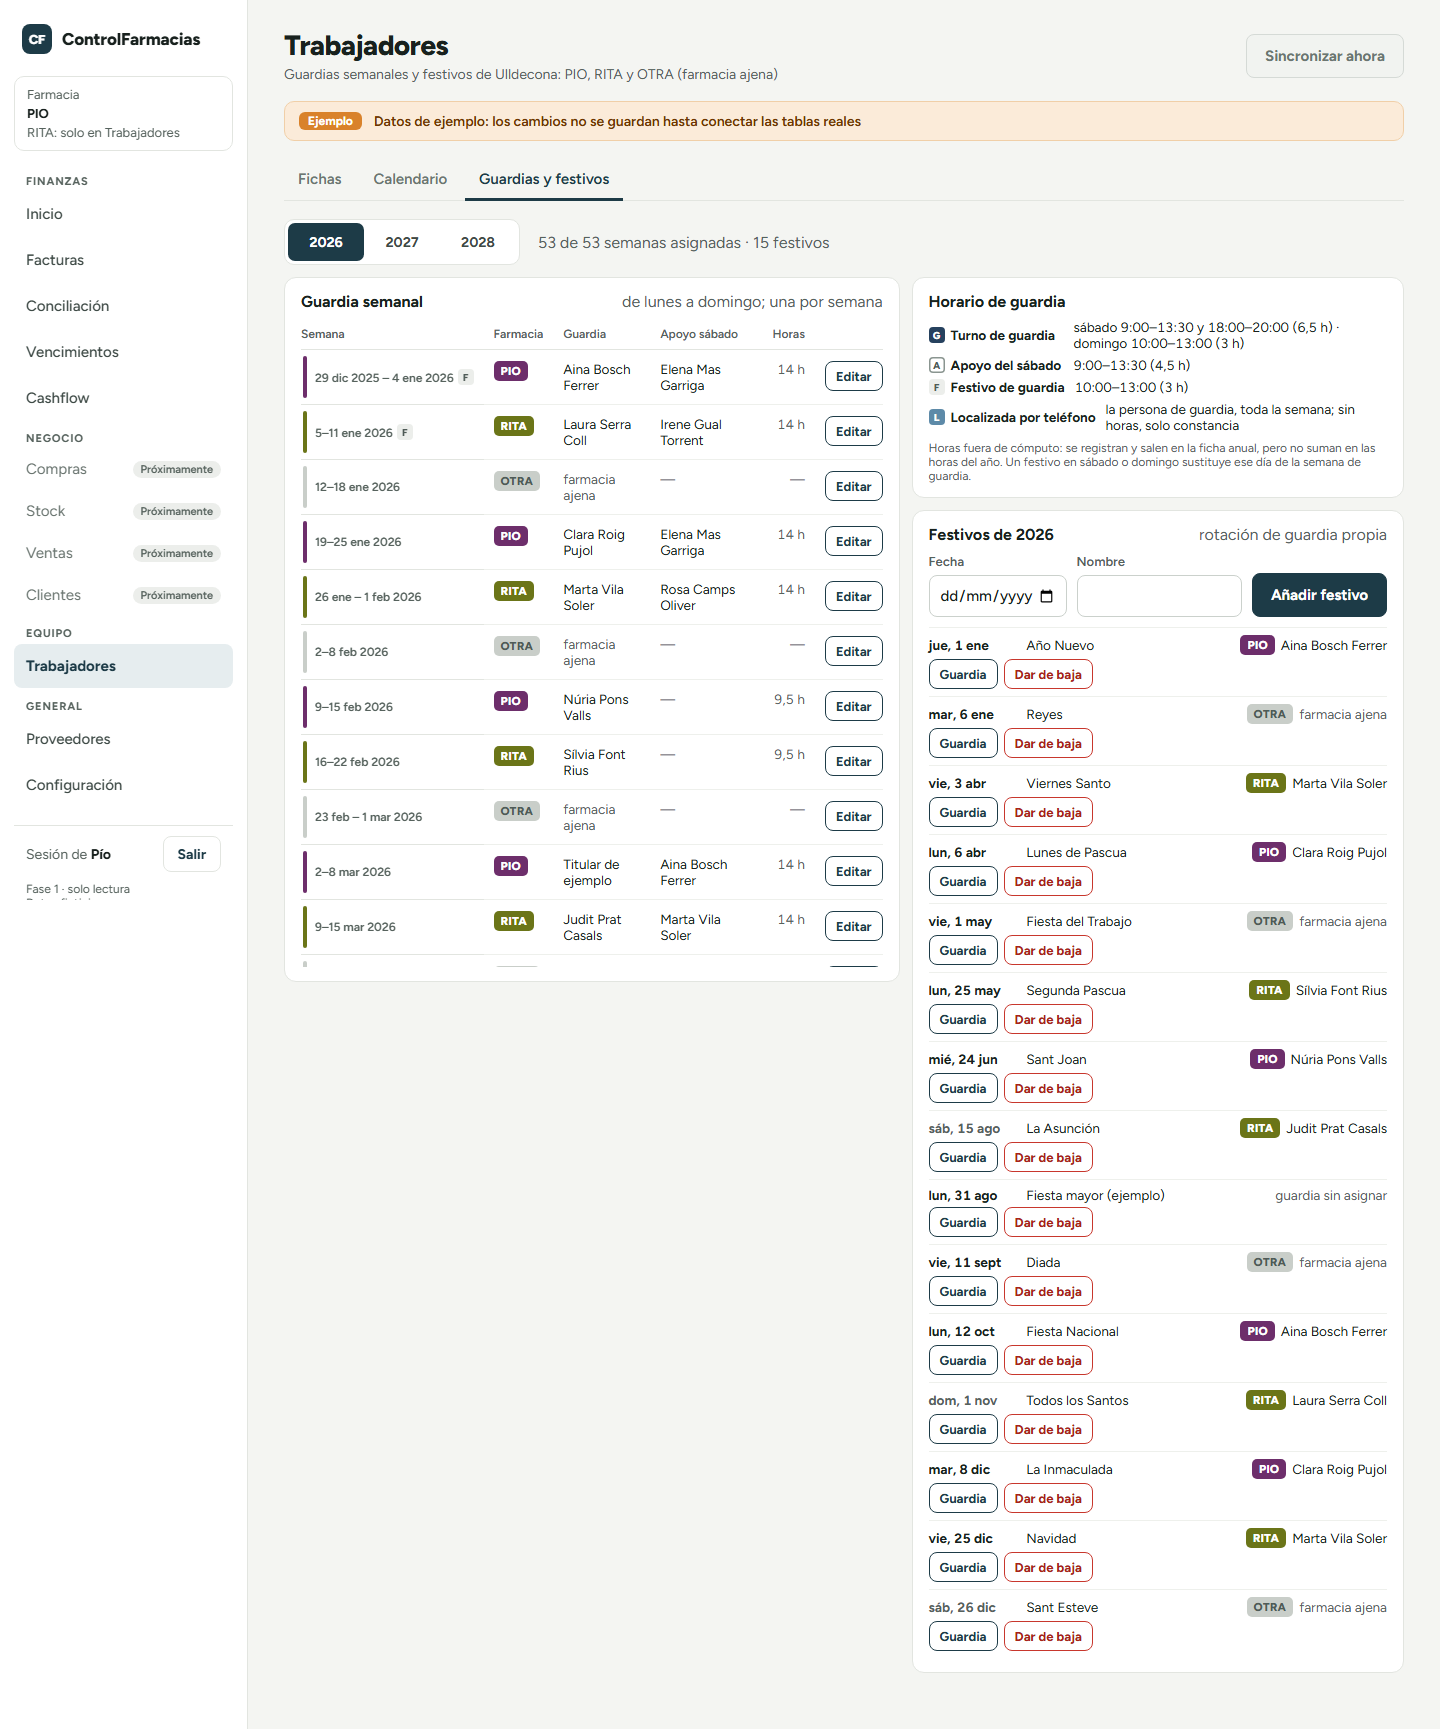 CF ControlFarmacias
Farmacia
PIO
RITA: solo en Trabajadores
FINANZAS
Inicio
Facturas
Conciliación
Vencimientos
Cashflow
NEGOCIO
Compras Próximamente
Stock Próximamente
Ventas Próximamente
Clientes Próximamente
EQUIPO
Trabajadores
GENERAL
Proveedores
Configuración
Sesión de Pío Salir
Fase 1 · solo lectura
Trabajadores
Guardias semanales y festivos de Ulldecona: PIO, RITA y OTRA (farmacia ajena)
Sincronizar ahora
Ejemplo Datos de ejemplo: los cambios no se guardan hasta conectar las tablas reales
Fichas Calendario Guardias y festivos
2026 2027 2028 53 de 53 semanas asignadas · 15 festivos
Guardia semanal de lunes a domingo; una por semana
Semana Farmacia Guardia Apoyo sábado Horas
29 dic 2025 – 4 ene 2026 F PIO Aina Bosch Ferrer Elena Mas Garriga 14 h Editar
5–11 ene 2026 F RITA Laura Serra Coll Irene Gual Torrent 14 h Editar
12–18 ene 2026 OTRA farmacia ajena — — Editar
19–25 ene 2026 PIO Clara Roig Pujol Elena Mas Garriga 14 h Editar
26 ene – 1 feb 2026 RITA Marta Vila Soler Rosa Camps Oliver 14 h Editar
2–8 feb 2026 OTRA farmacia ajena — — Editar
9–15 feb 2026 PIO Núria Pons Valls — 9,5 h Editar
16–22 feb 2026 RITA Sílvia Font Rius — 9,5 h Editar
23 feb – 1 mar 2026 OTRA farmacia ajena — — Editar
2–8 mar 2026 PIO Titular de ejemplo Aina Bosch Ferrer 14 h Editar
9–15 mar 2026 RITA Judit Prat Casals Marta Vila Soler 14 h Editar
Horario de guardia
G Turno de guardia sábado 9:00–13:30 y 18:00–20:00 (6,5 h) ·
domingo 10:00–13:00 (3 h)
A Apoyo del sábado 9:00–13:30 (4,5 h)
F Festivo de guardia 10:00–13:00 (3 h)
L Localizada por teléfono la persona de guardia, toda la semana; sin
horas, solo constancia
Horas fuera de cómputo: se registran y salen en la ficha anual, pero no suman en las
horas del año. Un festivo en sábado o domingo sustituye ese día de la semana de
guardia.
Festivos de 2026 rotación de guardia propia
Fecha Nombre
dd/mm/yyyy Añadir festivo
jue, 1 ene Año Nuevo PIO Aina Bosch Ferrer
Guardia Dar de baja
mar, 6 ene Reyes OTRA farmacia ajena
Guardia Dar de baja
vie, 3 abr Viernes Santo RITA Marta Vila Soler
Guardia Dar de baja
lun, 6 abr Lunes de Pascua PIO Clara Roig Pujol
Guardia Dar de baja
vie, 1 may Fiesta del Trabajo OTRA farmacia ajena
Guardia Dar de baja
lun, 25 may Segunda Pascua RITA Sílvia Font Rius
Guardia Dar de baja
mié, 24 jun Sant Joan PIO Núria Pons Valls
Guardia Dar de baja
sáb, 15 ago La Asunción RITA Judit Prat Casals
Guardia Dar de baja
lun, 31 ago Fiesta mayor (ejemplo) guardia sin asignar
Guardia Dar de baja
vie, 11 sept Diada OTRA farmacia ajena
Guardia Dar de baja
lun, 12 oct Fiesta Nacional PIO Aina Bosch Ferrer
Guardia Dar de baja
dom, 1 nov Todos los Santos RITA Laura Serra Coll
Guardia Dar de baja
mar, 8 dic La Inmaculada PIO Clara Roig Pujol
Guardia Dar de baja
vie, 25 dic Navidad RITA Marta Vila Soler
Guardia Dar de baja
sáb, 26 dic Sant Esteve OTRA farmacia ajena
Guardia Dar de baja